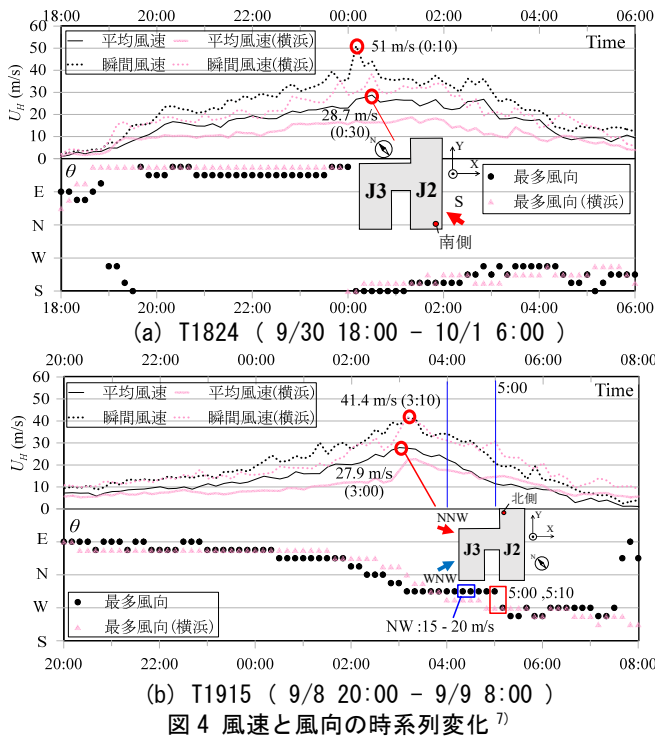 18:00 20:00 22:00 00:00 02:00 04:00 06:00
60
50
40
30
20
10
0
U_H (m/s)
平均風速 平均風速(横浜)
瞬間風速 瞬間風速(横浜)
51 m/s (0:10)
Time
28.7 m/s
(0:30)
N
J3 J2
Y
X
S
南側
最多風向
最多風向(横浜)
θ
E
N
W
S
18:00 20:00 22:00 00:00 02:00 04:00 06:00
(a) T1824 ( 9/30 18:00 - 10/1 6:00 )
20:00 22:00 00:00 02:00 04:00 06:00 08:00
60
50
40
30
20
10
0
U_H (m/s)
平均風速 平均風速(横浜)
瞬間風速 瞬間風速(横浜)
41.4 m/s (3:10)
5:00
Time
27.9 m/s
(3:00)
北側
NNW
WNW
J3 J2
Y
X
N
θ
E
N
W
S
最多風向
最多風向(横浜)
5:00 ,5:10
NW :15 - 20 m/s
20:00 22:00 00:00 02:00 04:00 06:00 08:00
(b) T1915 ( 9/8 20:00 - 9/9 8:00 )
図 4 風速と風向の時系列変化 7)